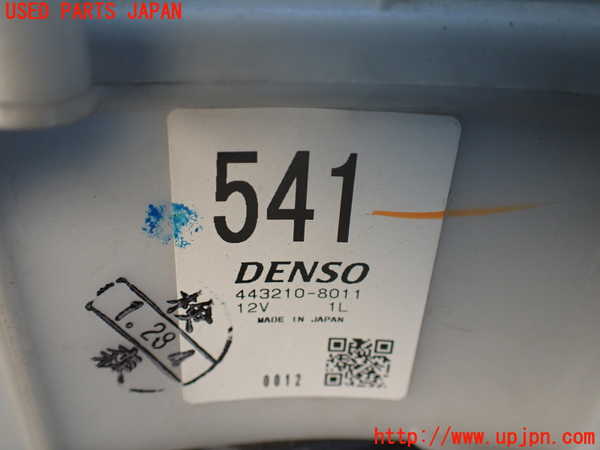 USED PARTS JAPAN
541
DENSO
443210-8011
12V 1L
MADE IN JAPAN
1.29.1
0012
http://www.upjpn.com/